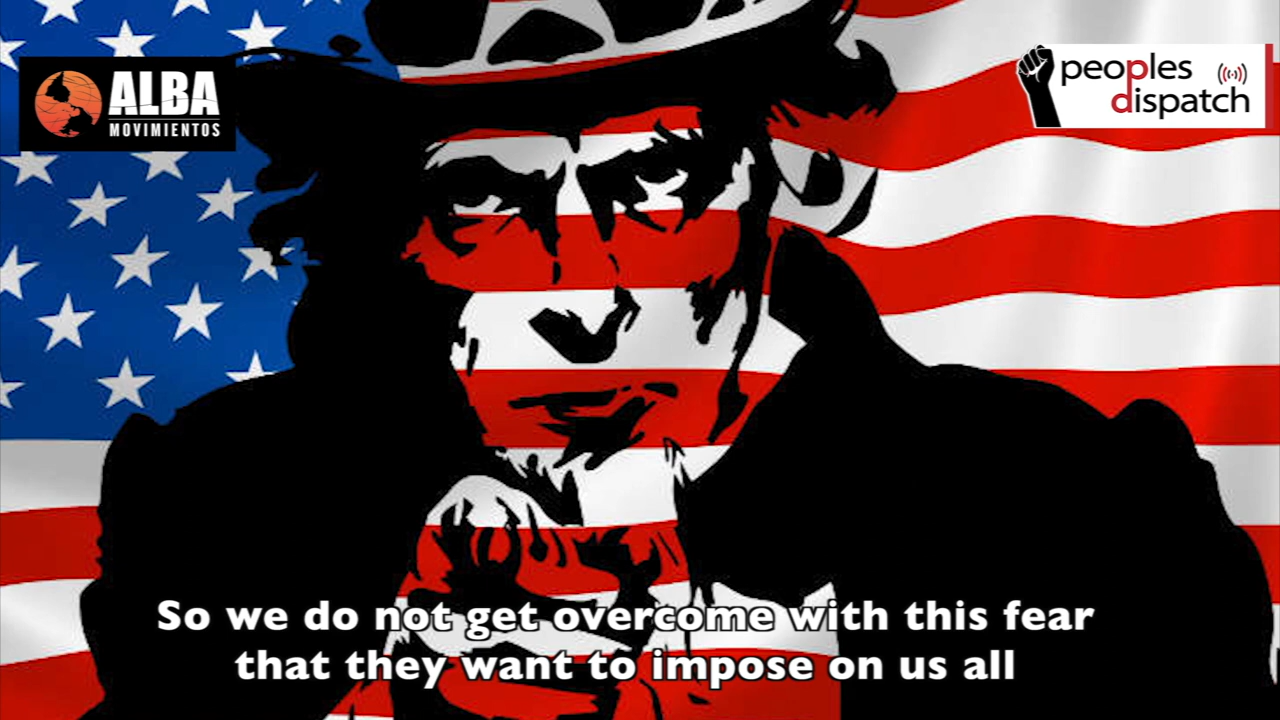 ALBA
MOVIMIENTOS
peoples
dispatch
So we do not get overcome with this fear
that they want to impose on us all